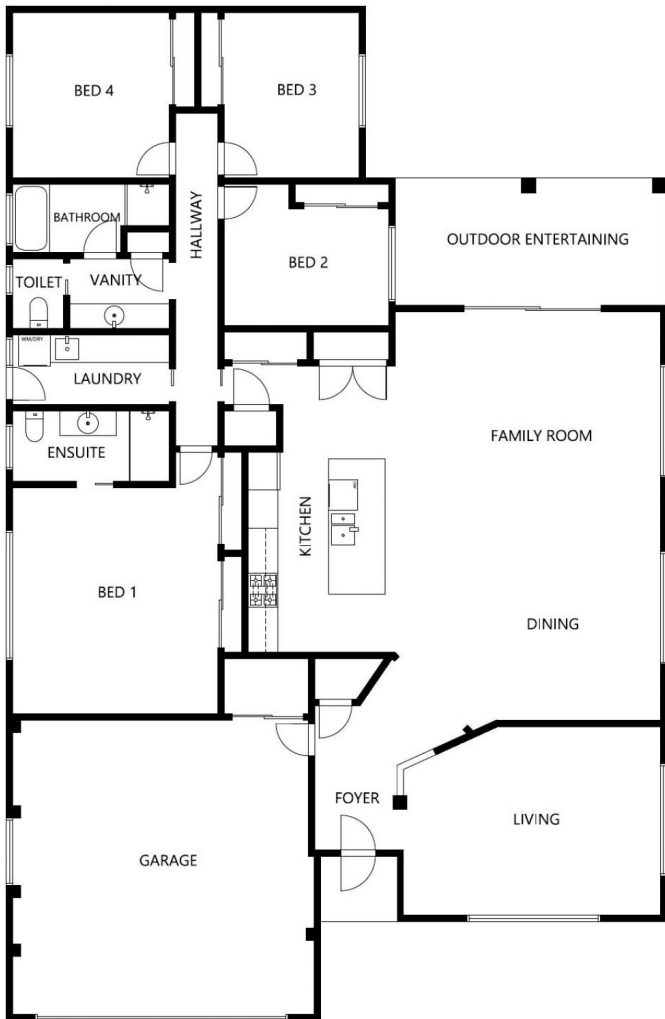 BED 4
BED 3
HALLWAY
BATHROOM
BED 2
OUTDOOR ENTERTAINING
TOILET
VANITY
WM/DRY
LAUNDRY
FAMILY ROOM
ENSUITE
KITCHEN
BED 1
DINING
FOYER
LIVING
GARAGE